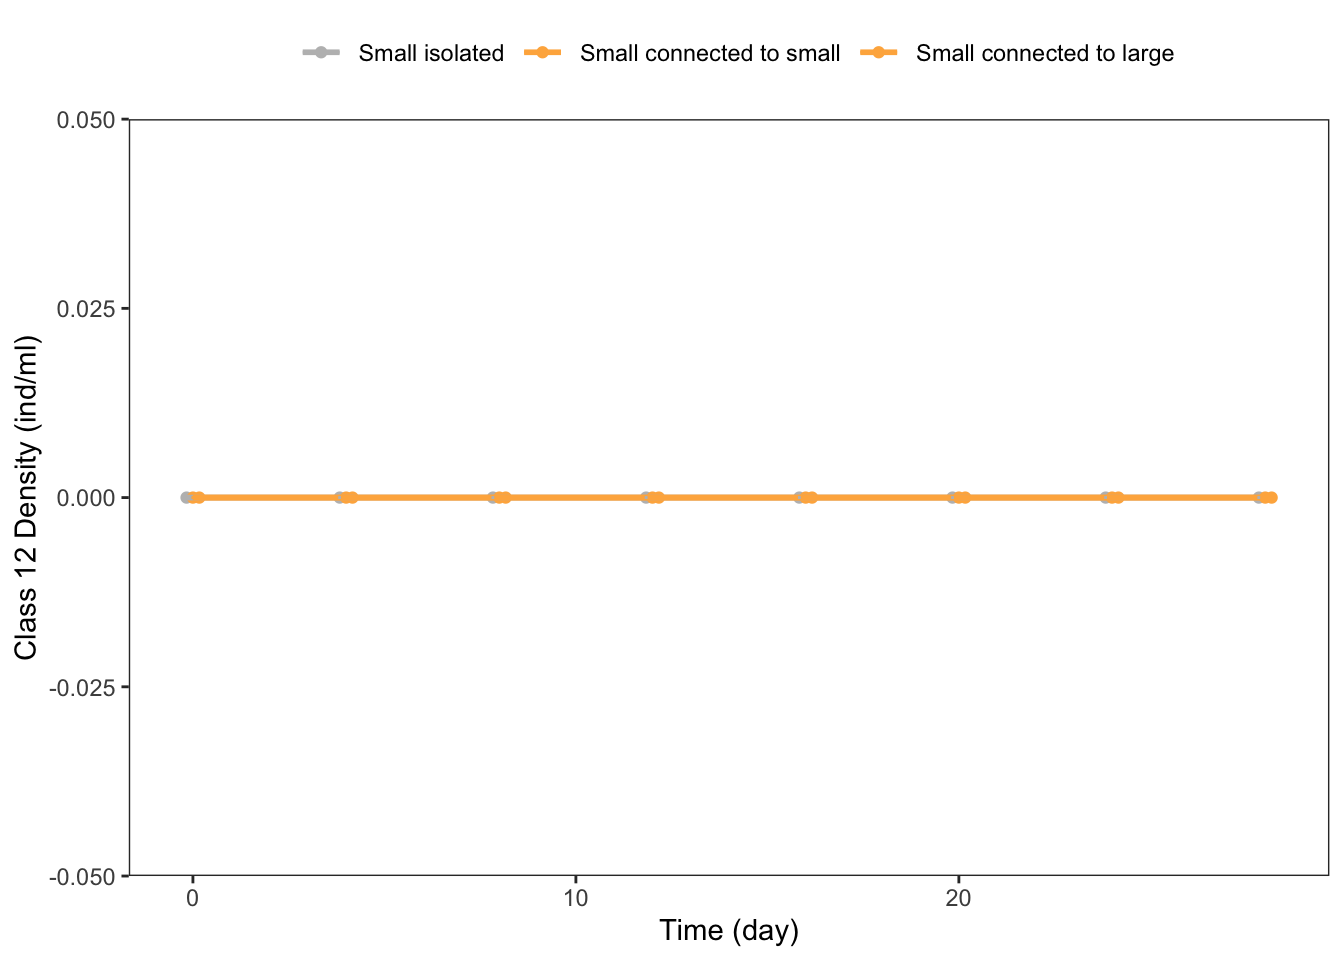 Small isolated Small connected to small Small connected to large
0.050
0.025
0.000
-0.025
-0.050
Class 12 Density (ind/ml)
0 10 20
Time (day)